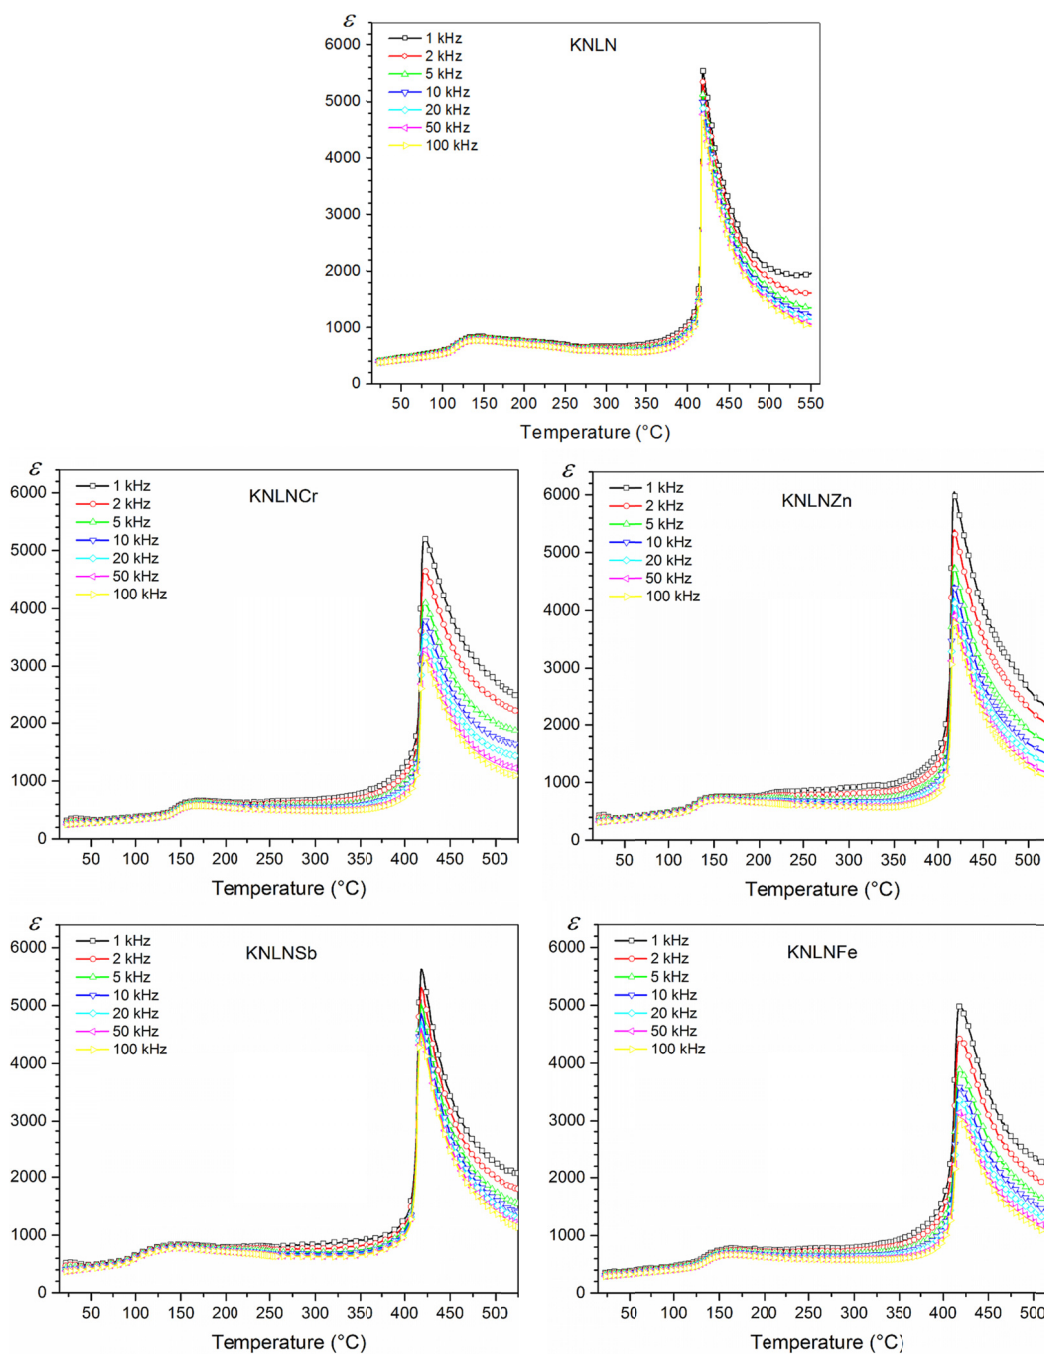 ε
KNLN
1 kHz
2 kHz
5 kHz
10 kHz
20 kHz
50 kHz
100 kHz
6000
5000
4000
3000
2000
1000
0
50 100 150 200 250 300 350 400 450 500 550
Temperature (°C)
ε
KNLNCr
1 kHz
2 kHz
5 kHz
10 kHz
20 kHz
50 kHz
100 kHz
6000
5000
4000
3000
2000
1000
0
50 100 150 200 250 300 350 400 450 500
Temperature (°C)
ε
KNLNZn
1 kHz
2 kHz
5 kHz
10 kHz
20 kHz
50 kHz
100 kHz
6000
5000
4000
3000
2000
1000
0
50 100 150 200 250 300 350 400 450 500
Temperature (°C)
ε
KNLNSb
1 kHz
2 kHz
5 kHz
10 kHz
20 kHz
50 kHz
100 kHz
6000
5000
4000
3000
2000
1000
0
50 100 150 200 250 300 350 400 450 500
Temperature (°C)
ε
KNLNFe
1 kHz
2 kHz
5 kHz
10 kHz
20 kHz
50 kHz
100 kHz
6000
5000
4000
3000
2000
1000
0
50 100 150 200 250 300 350 400 450 500
Temperature (°C)